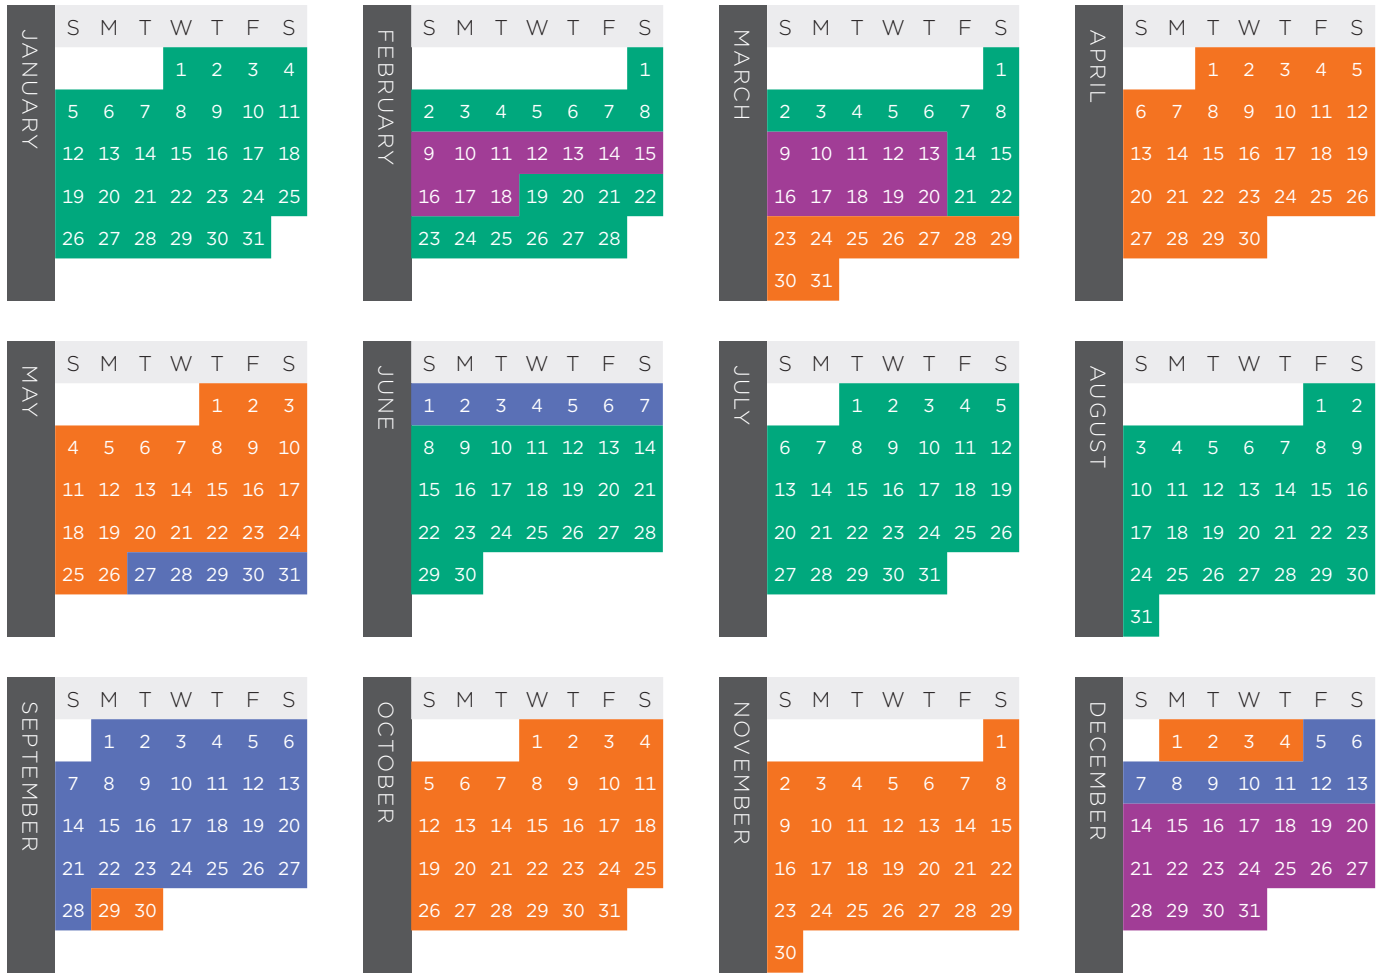 JANUARY
S M T W T F S
1 2 3 4
5 6 7 8 9 10 11
12 13 14 15 16 17 18
19 20 21 22 23 24 25
26 27 28 29 30 31
FEBRUARY
S M T W T F S
1
2 3 4 5 6 7 8
9 10 11 12 13 14 15
16 17 18 19 20 21 22
23 24 25 26 27 28
MARCH
S M T W T F S
1
2 3 4 5 6 7 8
9 10 11 12 13 14 15
16 17 18 19 20 21 22
23 24 25 26 27 28 29
30 31
APRIL
S M T W T F S
1 2 3 4 5
6 7 8 9 10 11 12
13 14 15 16 17 18 19
20 21 22 23 24 25 26
27 28 29 30
MAY
S M T W T F S
1 2 3
4 5 6 7 8 9 10
11 12 13 14 15 16 17
18 19 20 21 22 23 24
25 26 27 28 29 30 31
JUNE
S M T W T F S
1 2 3 4 5 6 7
8 9 10 11 12 13 14
15 16 17 18 19 20 21
22 23 24 25 26 27 28
29 30
JULY
S M T W T F S
1 2 3 4 5
6 7 8 9 10 11 12
13 14 15 16 17 18 19
20 21 22 23 24 25 26
27 28 29 30 31
AUGUST
S M T W T F S
1 2
3 4 5 6 7 8 9
10 11 12 13 14 15 16
17 18 19 20 21 22 23
24 25 26 27 28 29 30
31
SEPTEMBER
S M T W T F S
1 2 3 4 5 6
7 8 9 10 11 12 13
14 15 16 17 18 19 20
21 22 23 24 25 26 27
28 29 30
OCTOBER
S M T W T F S
1 2 3 4
5 6 7 8 9 10 11
12 13 14 15 16 17 18
19 20 21 22 23 24 25
26 27 28 29 30 31
NOVEMBER
S M T W T F S
1
2 3 4 5 6 7 8
9 10 11 12 13 14 15
16 17 18 19 20 21 22
23 24 25 26 27 28 29
30
DECEMBER
S M T W T F S
1 2 3 4 5 6
7 8 9 10 11 12 13
14 15 16 17 18 19 20
21 22 23 24 25 26 27
28 29 30 31